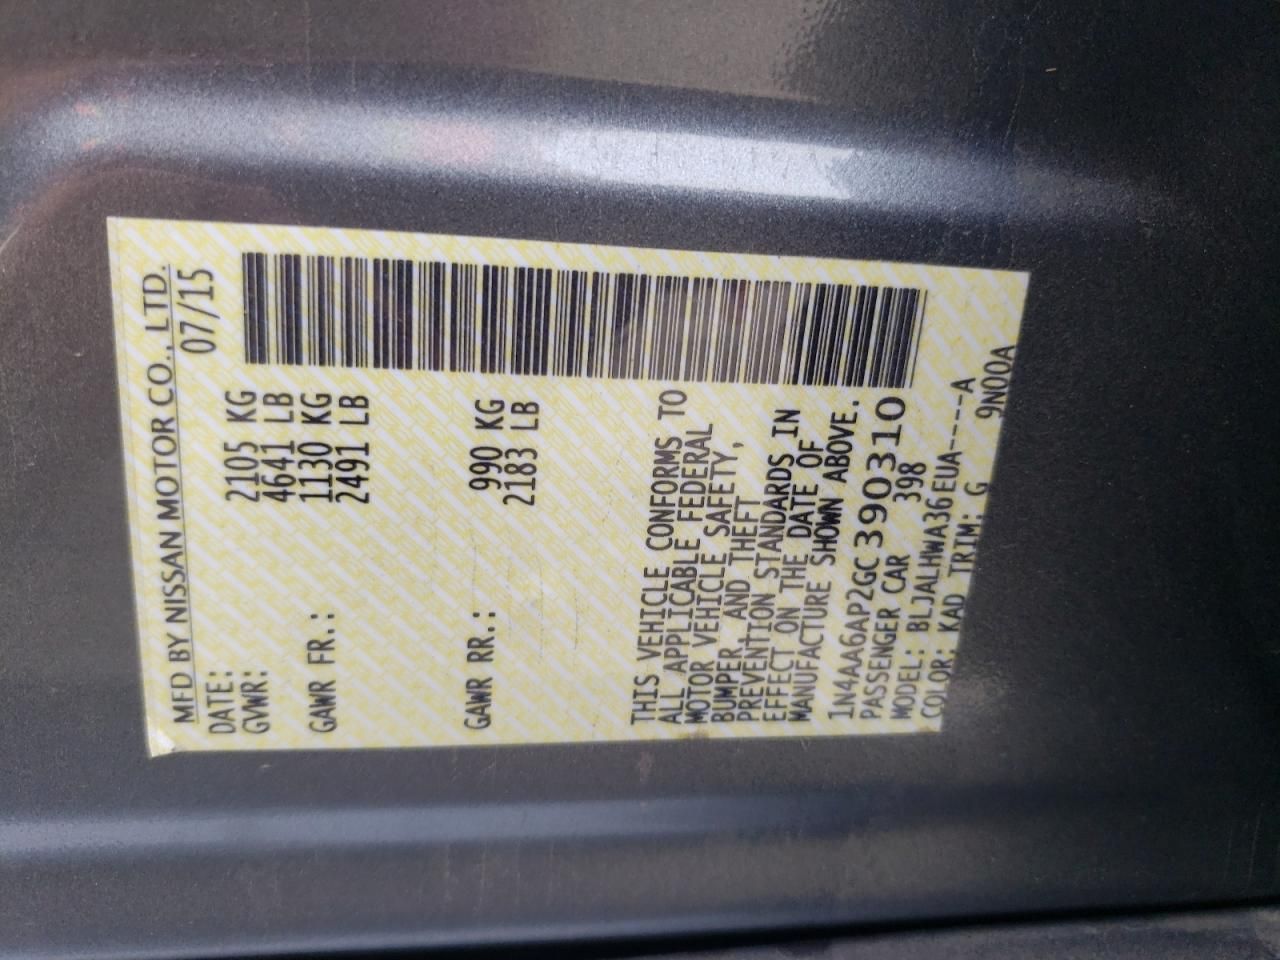 MFD BY NISSAN MOTOR CO., LTD.
DATE: 07/15
GVWR: 2105 KG
4641 LB
GAWR FR.: 1130 KG
2491 LB
GAWR RR.: 990 KG
2183 LB
THIS VEHICLE CONFORMS TO
ALL APPLICABLE FEDERAL
MOTOR VEHICLE SAFETY,
BUMPER, AND THEFT
PREVENTION STANDARDS IN
EFFECT ON THE DATE OF
MANUFACTURE SHOWN ABOVE.
1N4AA6AP2GC390310
PASSENGER CAR 398
MODEL: BLJALHWA36EUA-----A
COLOR: KAD TRIM: G 9N00A